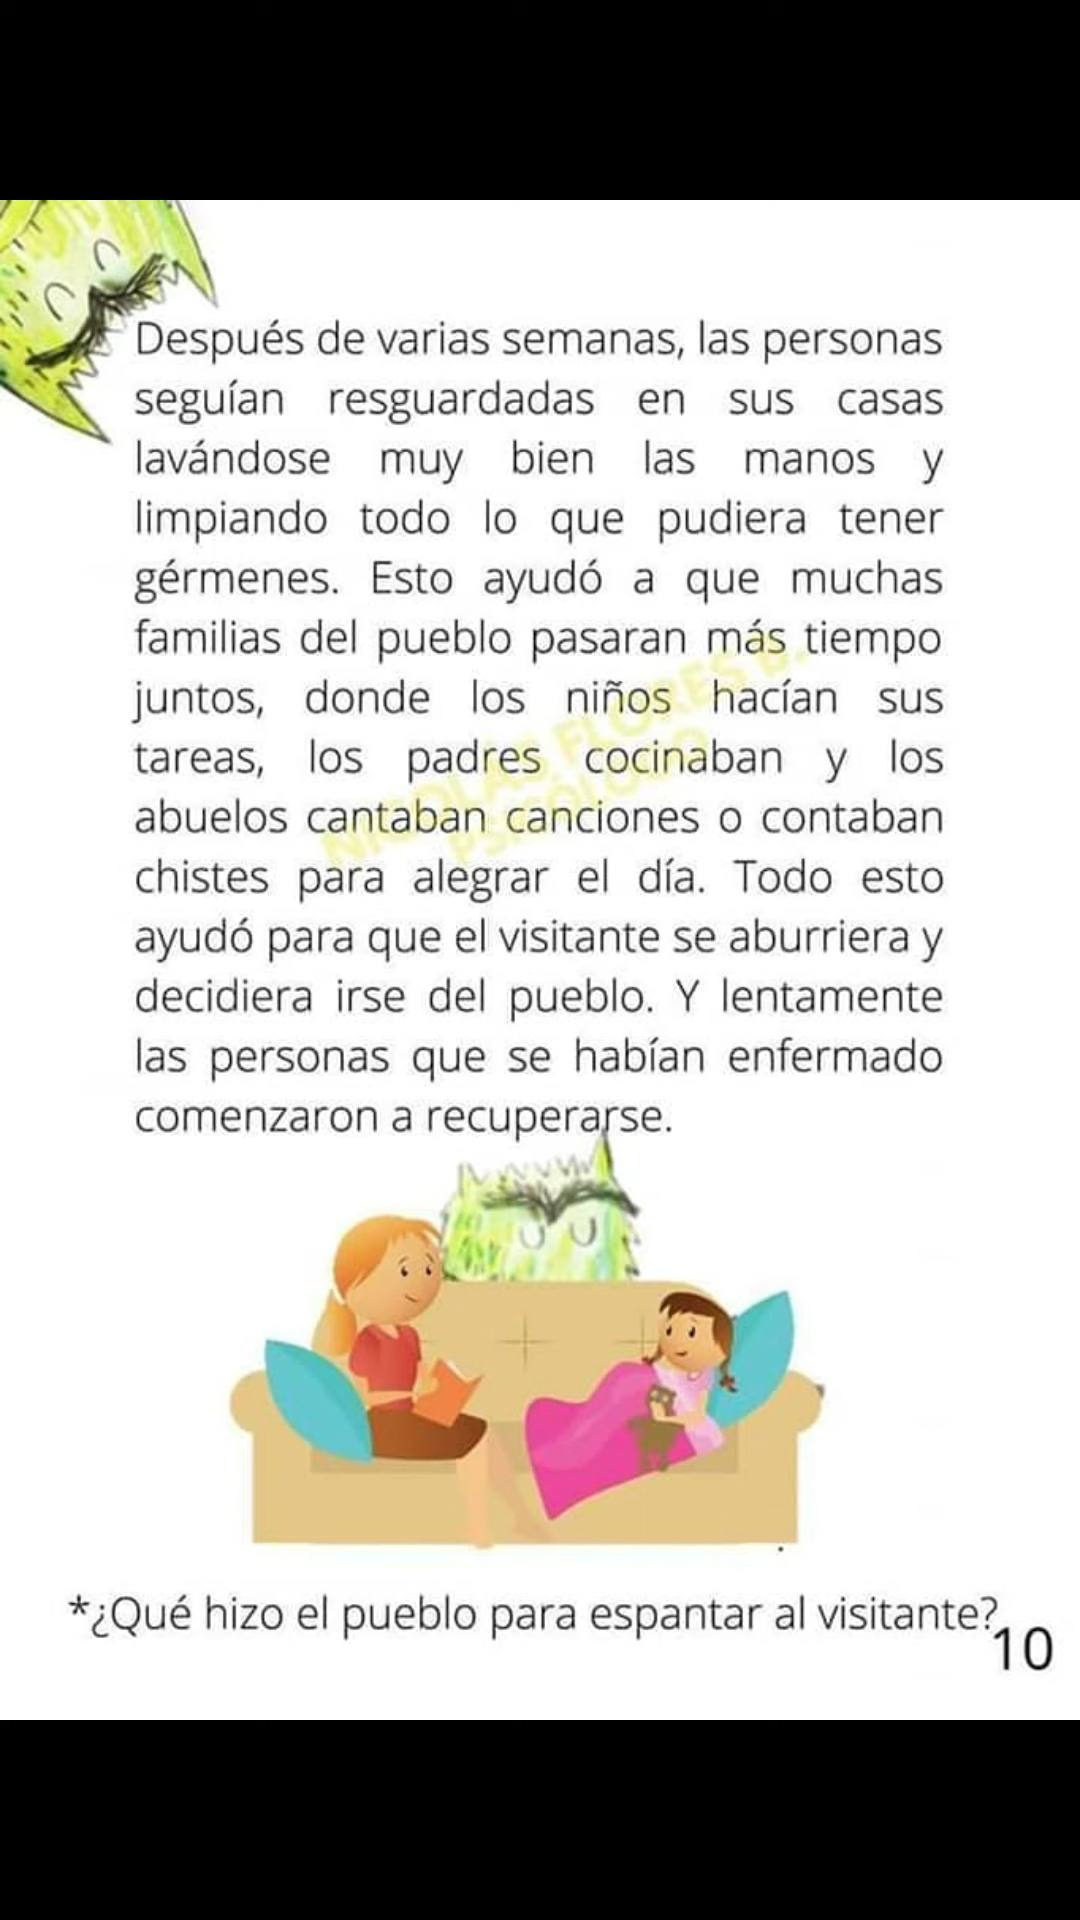 Después de varias semanas, las personas
seguían resguardadas en sus casas
lavándose muy bien las manos y
limpiando todo lo que pudiera tener
gérmenes. Esto ayudó a que muchas
familias del pueblo pasaran más tiempo
juntos, donde los niños hacían sus
tareas, los padres cocinaban y los
abuelos cantaban canciones o contaban
chistes para alegrar el día. Todo esto
ayudó para que el visitante se aburriera y
decidiera irse del pueblo. Y lentamente
las personas que se habían enfermado
comenzaron a recuperarse.
NICOLÁS FLORES B.
PSICÓLOGO
*¿Qué hizo el pueblo para espantar al visitante?
10